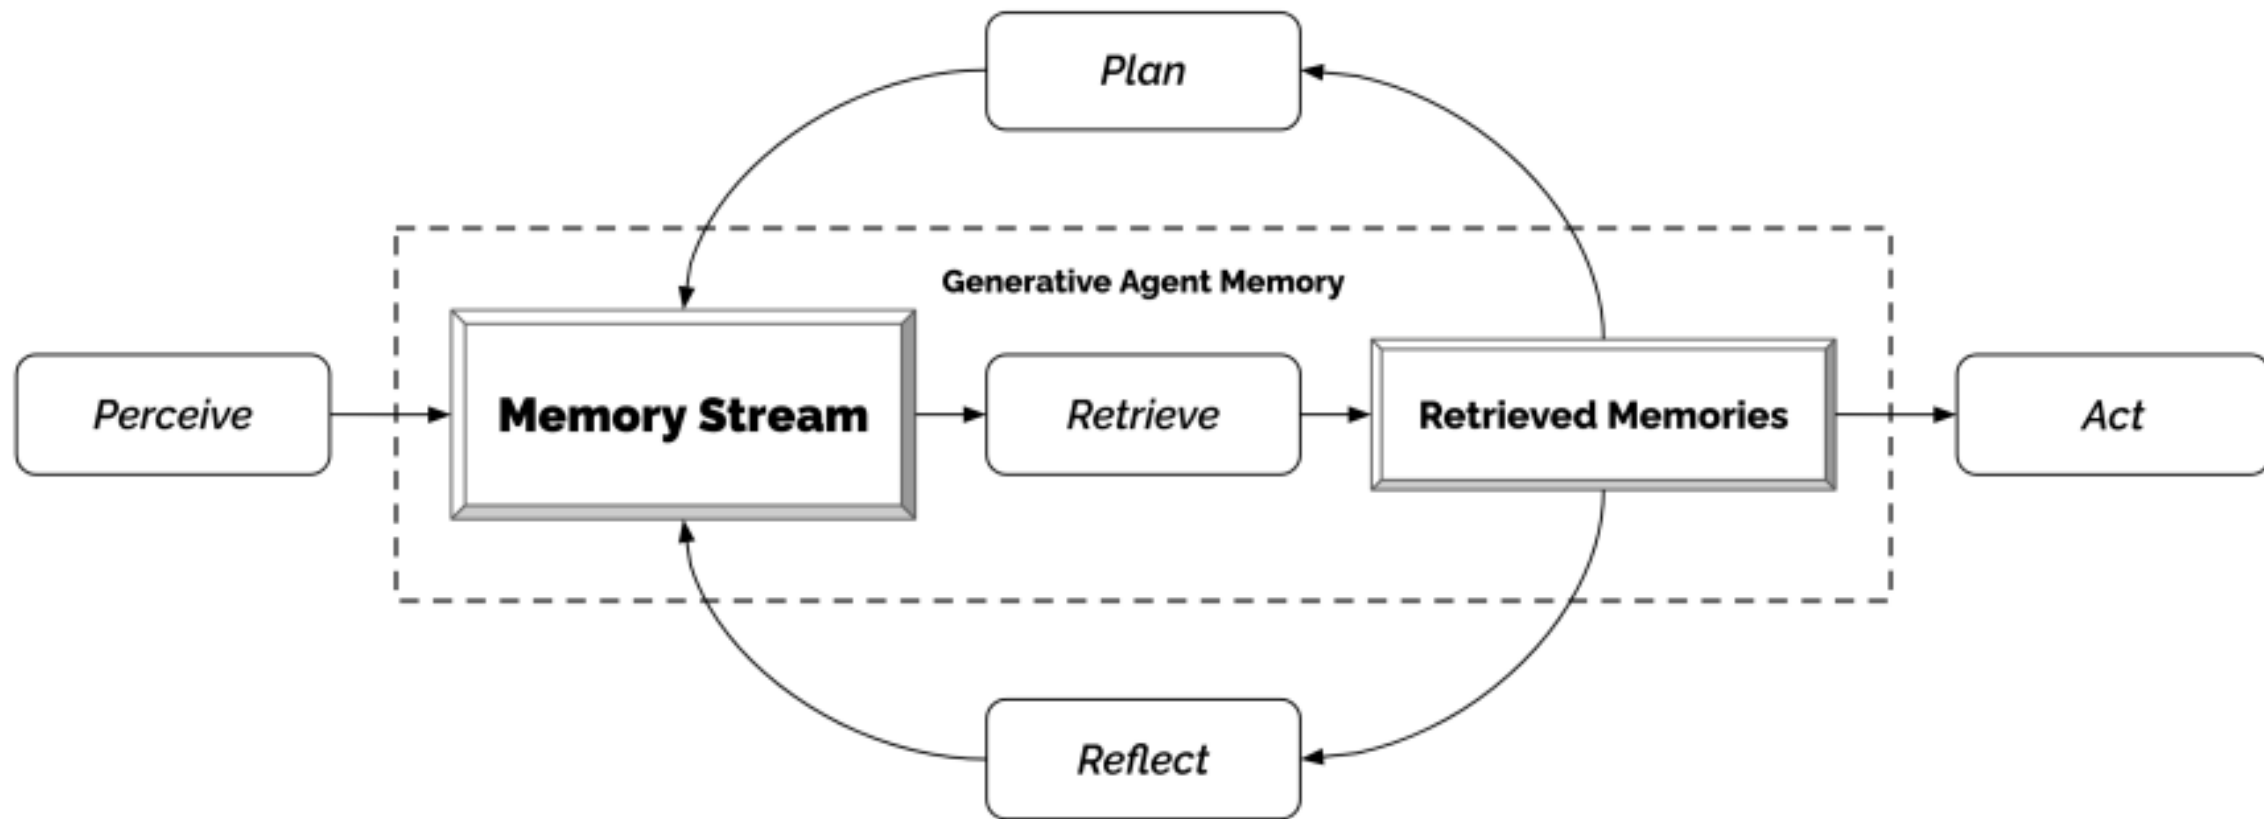 Plan
Generative Agent Memory
Perceive
Memory Stream
Retrieve
Retrieved Memories
Act
Reflect